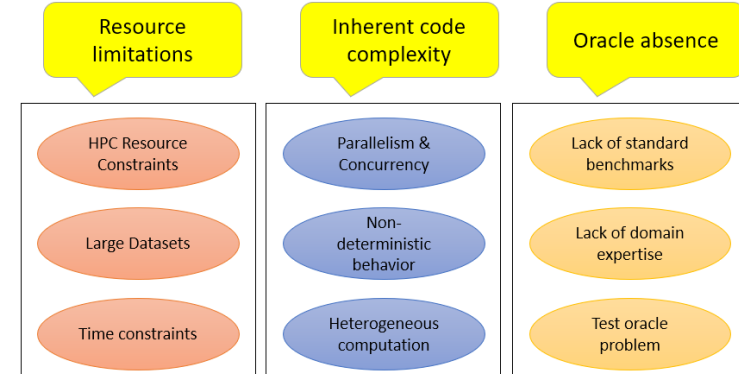 Resource
limitations
Inherent code
complexity
Oracle absence
HPC Resource
Constraints
Large Datasets
Time constraints
Parallelism &
Concurrency
Non-
deterministic
behavior
Heterogeneous
computation
Lack of standard
benchmarks
Lack of domain
expertise
Test oracle
problem